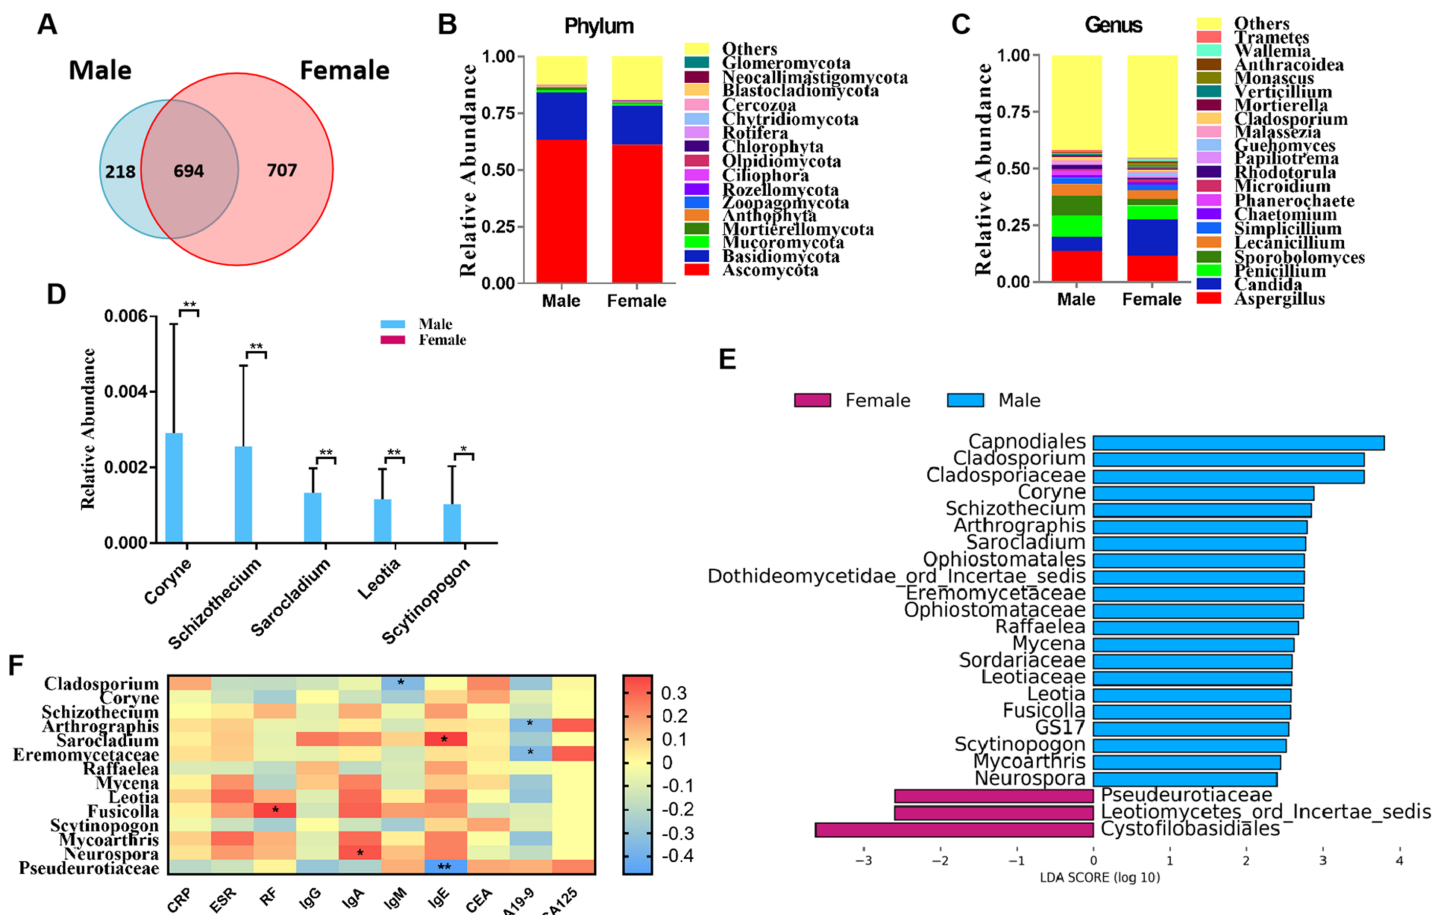 A
Male
Female
218
694
707
B
Phylum
Relative Abundance
1.00
0.75
0.50
0.25
0.00
Male
Female
Others
Glomeromycota
Neocallimastigomycota
Blastocladiomycota
Cercozoa
Chytridiomycota
Rotifera
Chlorophyta
Olpidiomycota
Ciliophora
Rozellomycota
Zoopagomycota
Anthophyta
Mortierellomycota
Mucoromycota
Basidiomycota
Ascomycota
C
Genus
Relative Abundance
1.00
0.75
0.50
0.25
0.00
Male
Female
Others
Trametes
Wallemia
Anthracoidea
Monascus
Verticillium
Mortierella
Cladosporium
Malassezia
Guehomyces
Papiliotrema
Rhodotorula
Microidium
Phanerochaete
Chaetomium
Simplicillium
Lecanicillium
Sporobolomyces
Penicillium
Candida
Aspergillus
D
Relative Abundance
0.006
0.004
0.002
0.000
**
**
**
**
*
Male
Female
Coryne
Schizothecium
Sarocladium
Leotia
Scytinopogon
E
Female
Male
Capnodiales
Cladosporium
Cladosporiaceae
Coryne
Schizothecium
Arthrographis
Sarocladium
Ophiostomatales
Dothideomycetidae_ord_Incertae_sedis
Eremomycetaceae
Ophiostomataceae
Raffaelea
Mycena
Sordariaceae
Leotiaceae
Leotia
Fusicolla
GS17
Scytinopogon
Mycoarthris
Neurospora
Pseudeurotiaceae
Leotiomycetes_ord_Incertae_sedis
Cystofilobasidiales
−3
−2
−1
0
1
2
3
4
LDA SCORE (log 10)
F
Cladosporium
Coryne
Schizothecium
Arthrographis
Sarocladium
Eremomycetaceae
Raffaelea
Mycena
Leotia
Fusicolla
Scytinopogon
Mycoarthris
Neurospora
Pseudeurotiaceae
*
*
*
*
*
*
**
CRP
ESR
RF
IgG
IgA
IgM
IgE
CEA
A19-9
CA125
0.3
0.2
0.1
0
-0.1
-0.2
-0.3
-0.4